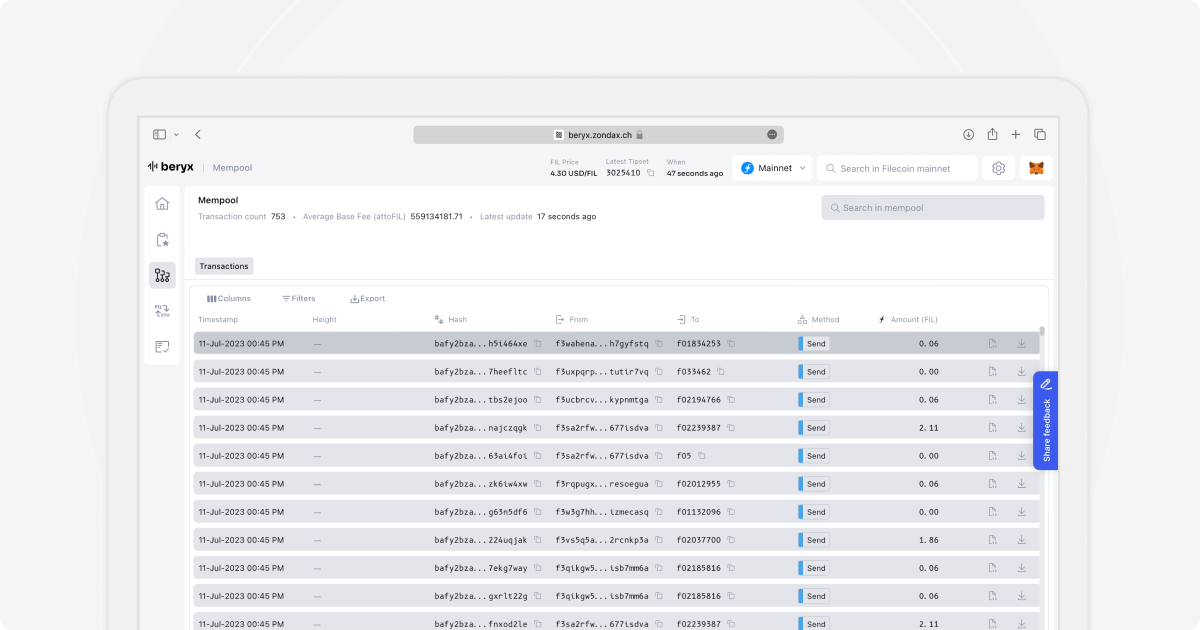 beryx.zondax.ch
beryx Mempool
FIL Price Latest Tipset When
4.30 USD/FIL 3025410 47 seconds ago
Mainnet
Search in Filecoin mainnet
Mempool
Transaction count 753 • Average Base Fee (attoFIL) 559134181.71 • Latest update 17 seconds ago
Search in mempool
Transactions
Columns Filters Export
Timestamp Height Hash From To Method Amount (FIL)
11-Jul-2023 00:45 PM — bafy2bza...h5i464xe f3wahena...h7gyfstq f01834253 Send 0.06
11-Jul-2023 00:45 PM — bafy2bza...7heefltc f3uxpqrp...tutir7vq f033462 Send 0.00
11-Jul-2023 00:45 PM — bafy2bza...tbs2ejoo f3ucbrcv...kypnmtga f02194766 Send 0.06
11-Jul-2023 00:45 PM — bafy2bza...najczqgk f3sa2rfw...677isdva f02239387 Send 2.11
11-Jul-2023 00:45 PM — bafy2bza...63ai4foi f3sa2rfw...677isdva f05 Send 0.00
11-Jul-2023 00:45 PM — bafy2bza...zk6iw4xw f3rqpugx...resoegua f02012955 Send 0.06
11-Jul-2023 00:45 PM — bafy2bza...g63n5df6 f3w3g7hh...izmecasq f01132096 Send 0.00
11-Jul-2023 00:45 PM — bafy2bza...224uqjak f3vs5q5a...2rcnkp3a f02037700 Send 1.86
11-Jul-2023 00:45 PM — bafy2bza...7ekg7way f3qikgw5...isb7mm6a f02185816 Send 0.06
11-Jul-2023 00:45 PM — bafy2bza...gxrlt22g f3qikgw5...isb7mm6a f02185816 Send 0.06
11-Jul-2023 00:45 PM — bafy2bza...fnxod2le f3sa2rfw...677isdva f02239387 Send 2.11
Share feedback